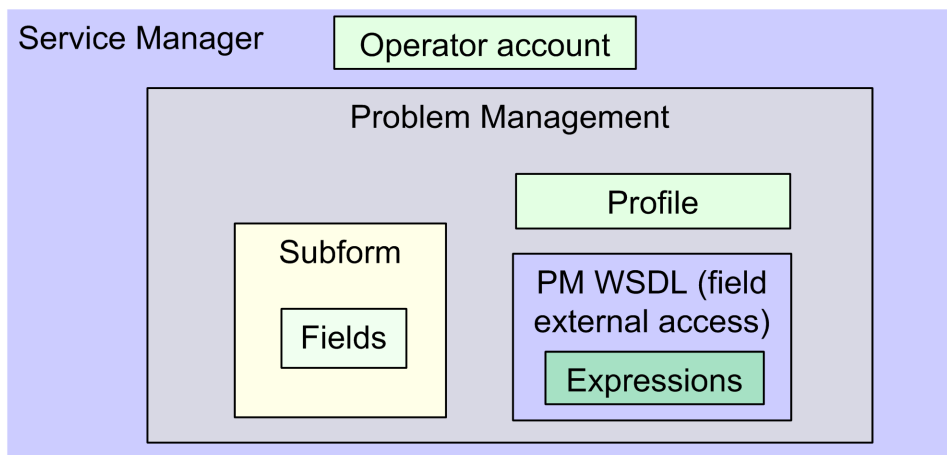 Service Manager
Operator account
Problem Management
Profile
Subform
Fields
PM WSDL (field
external access)
Expressions